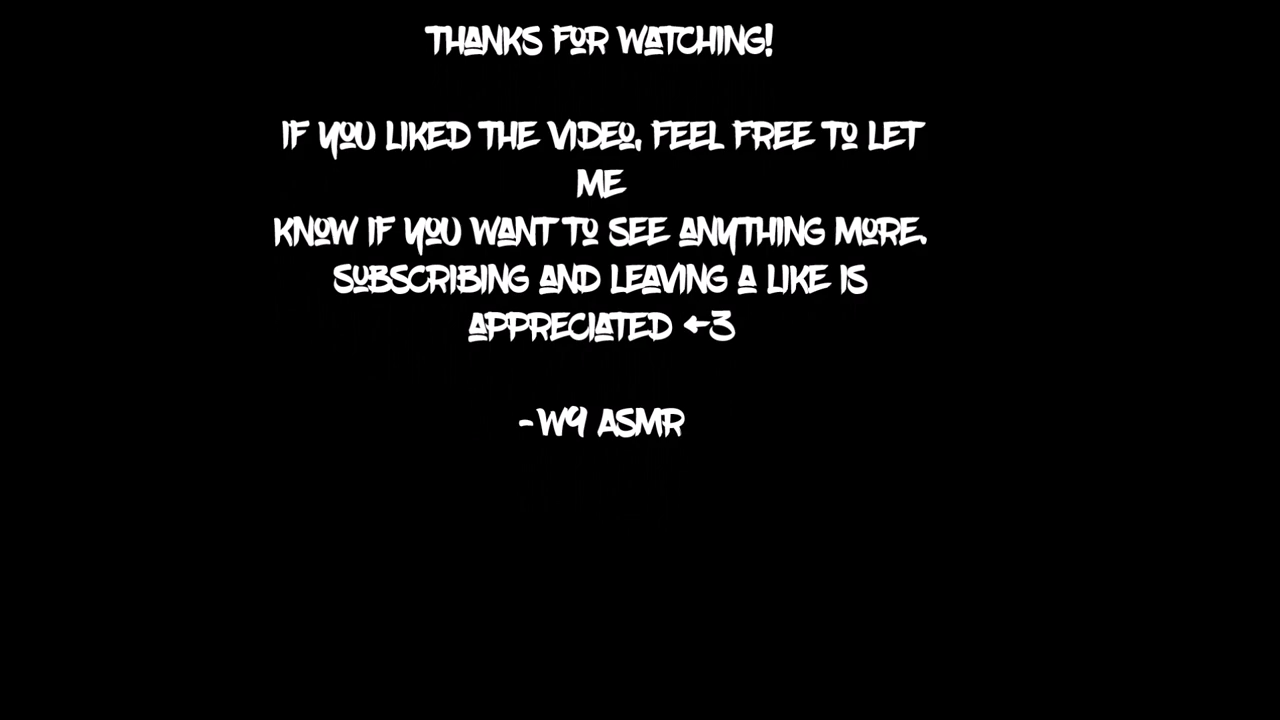 THANKS FOR WATCHING!
IF YOU LIKED THE VIDEO, FEEL FREE TO LET
ME
KNOW IF YOU WANT TO SEE ANYTHING MORE,
SUBSCRIBING AND LEAVING A LIKE IS
APPRECIATED <3
-W9 ASMR